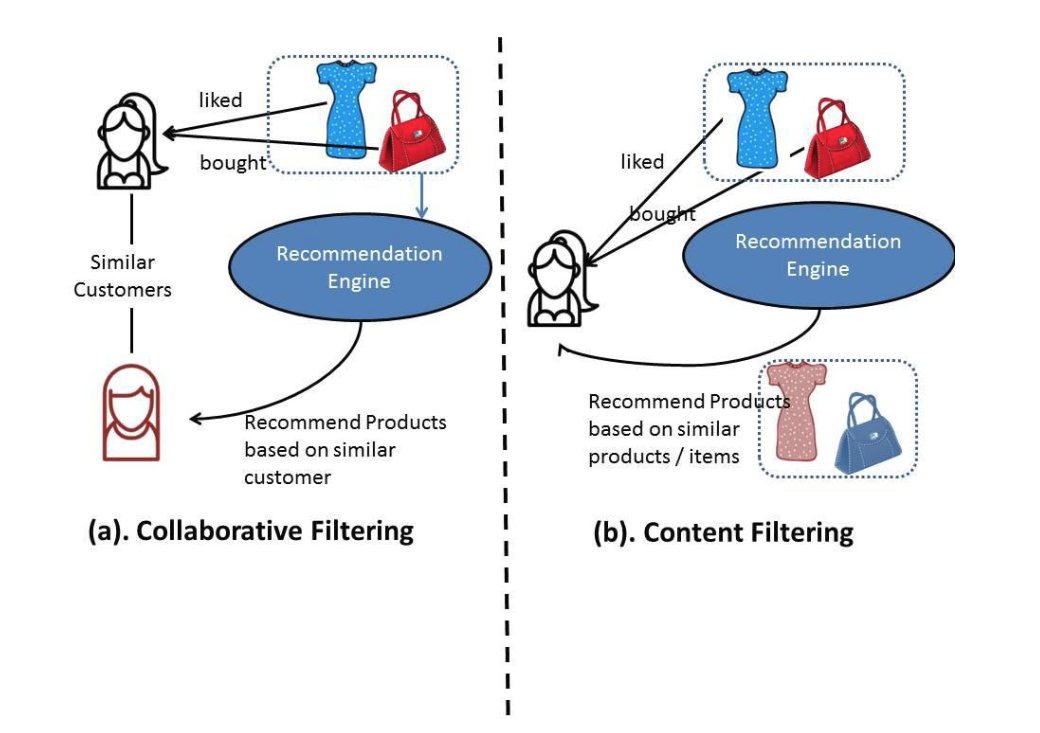 liked
bought
Recommendation
Engine
Similar
Customers
Recommend Products
based on similar
customer
(a). Collaborative Filtering
liked
bought
Recommendation
Engine
Recommend Products
based on similar
products / items
(b). Content Filtering